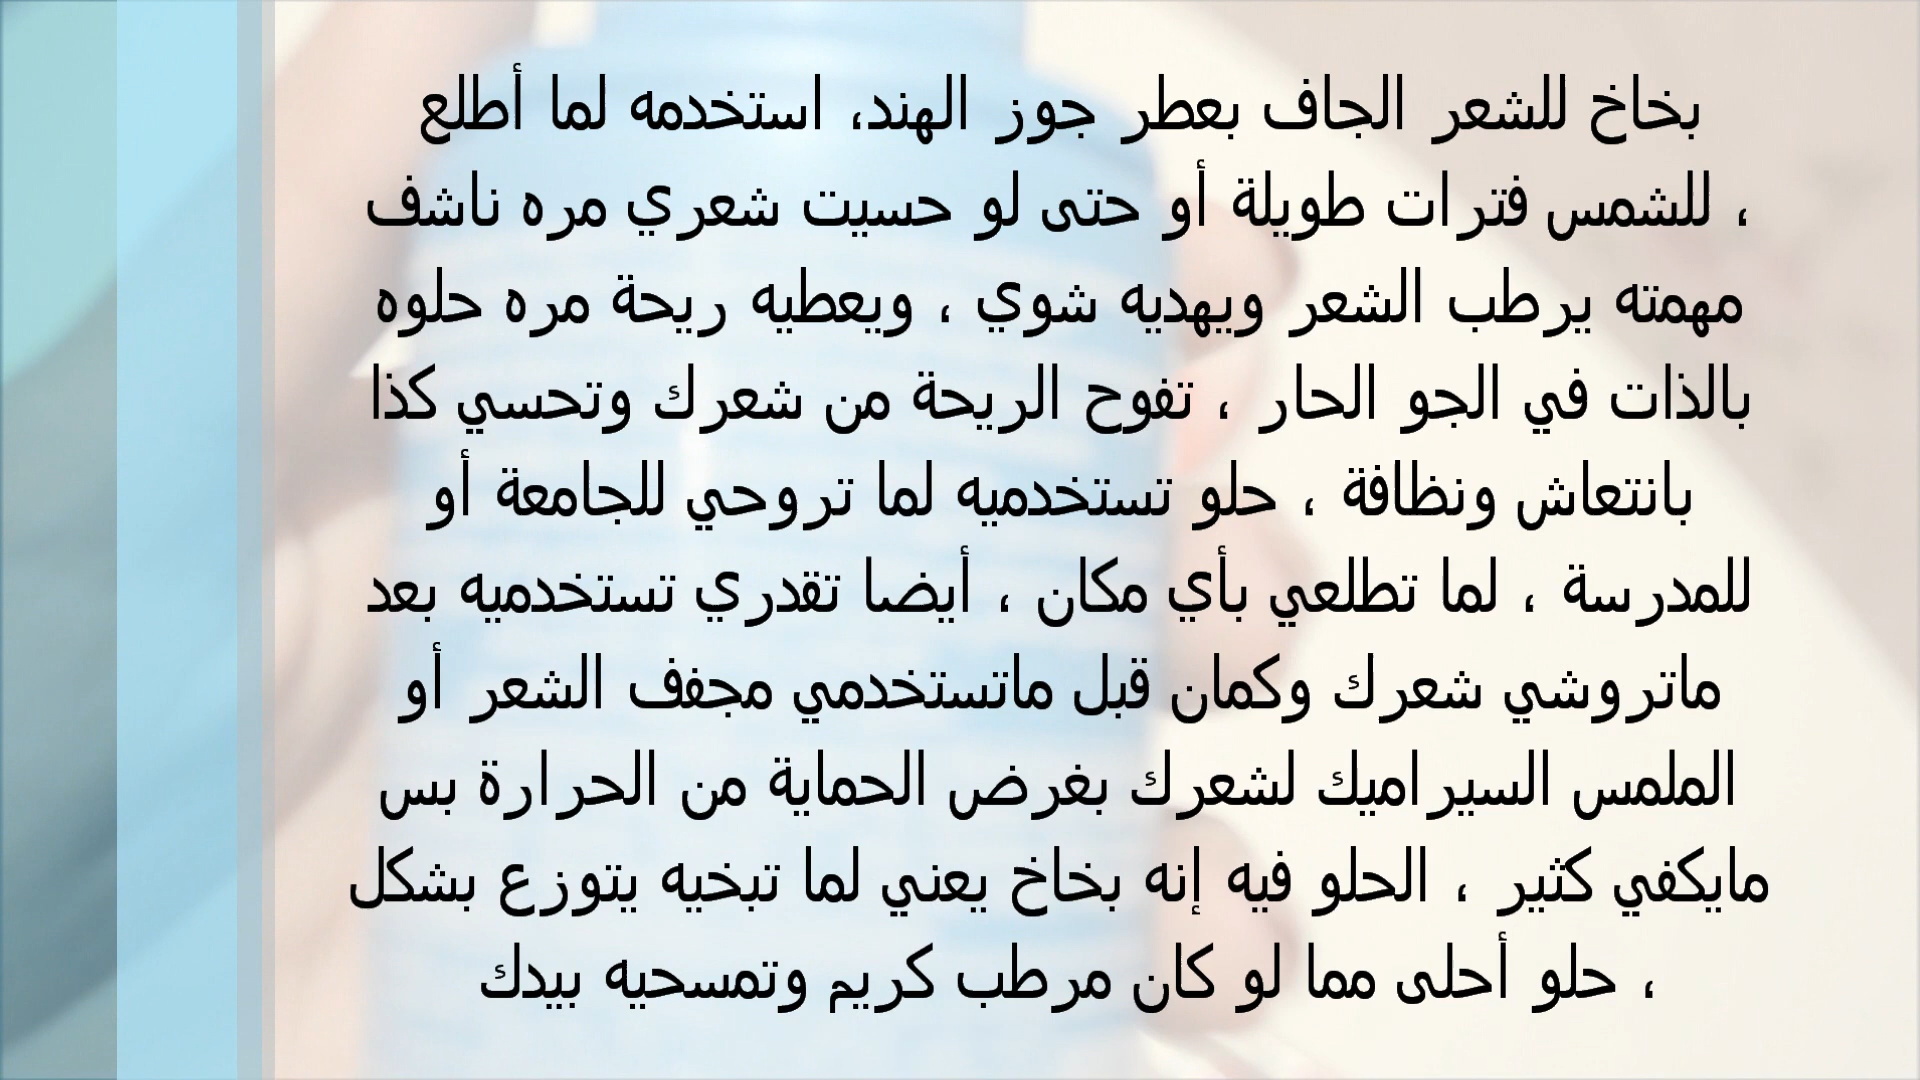 بخاخ للشعر الجاف بعطر جوز الهند، استخدمه لما أطلع
، للشمس فترات طويلة أو حتى لو حسيت شعري مره ناشف
مهمته يرطب الشعر ويهديه شوي ، ويعطيه ريحة مره حلوه
بالذات في الجو الحار ، تفوح الريحة من شعرك وتحسي كذا
بانتعاش ونظافة ، حلو تستخدميه لما تروحي للجامعة أو
للمدرسة ، لما تطلعي بأي مكان ، أيضا تقدري تستخدميه بعد
ماتروشي شعرك وكمان قبل ماتستخدمي مجفف الشعر أو
الملمس السيراميك لشعرك بغرض الحماية من الحرارة بس
مايكفي كثير ، الحلو فيه إنه بخاخ يعني لما تبخيه يتوزع بشكل
، حلو أحلى مما لو كان مرطب كريم وتمسحيه بيدك